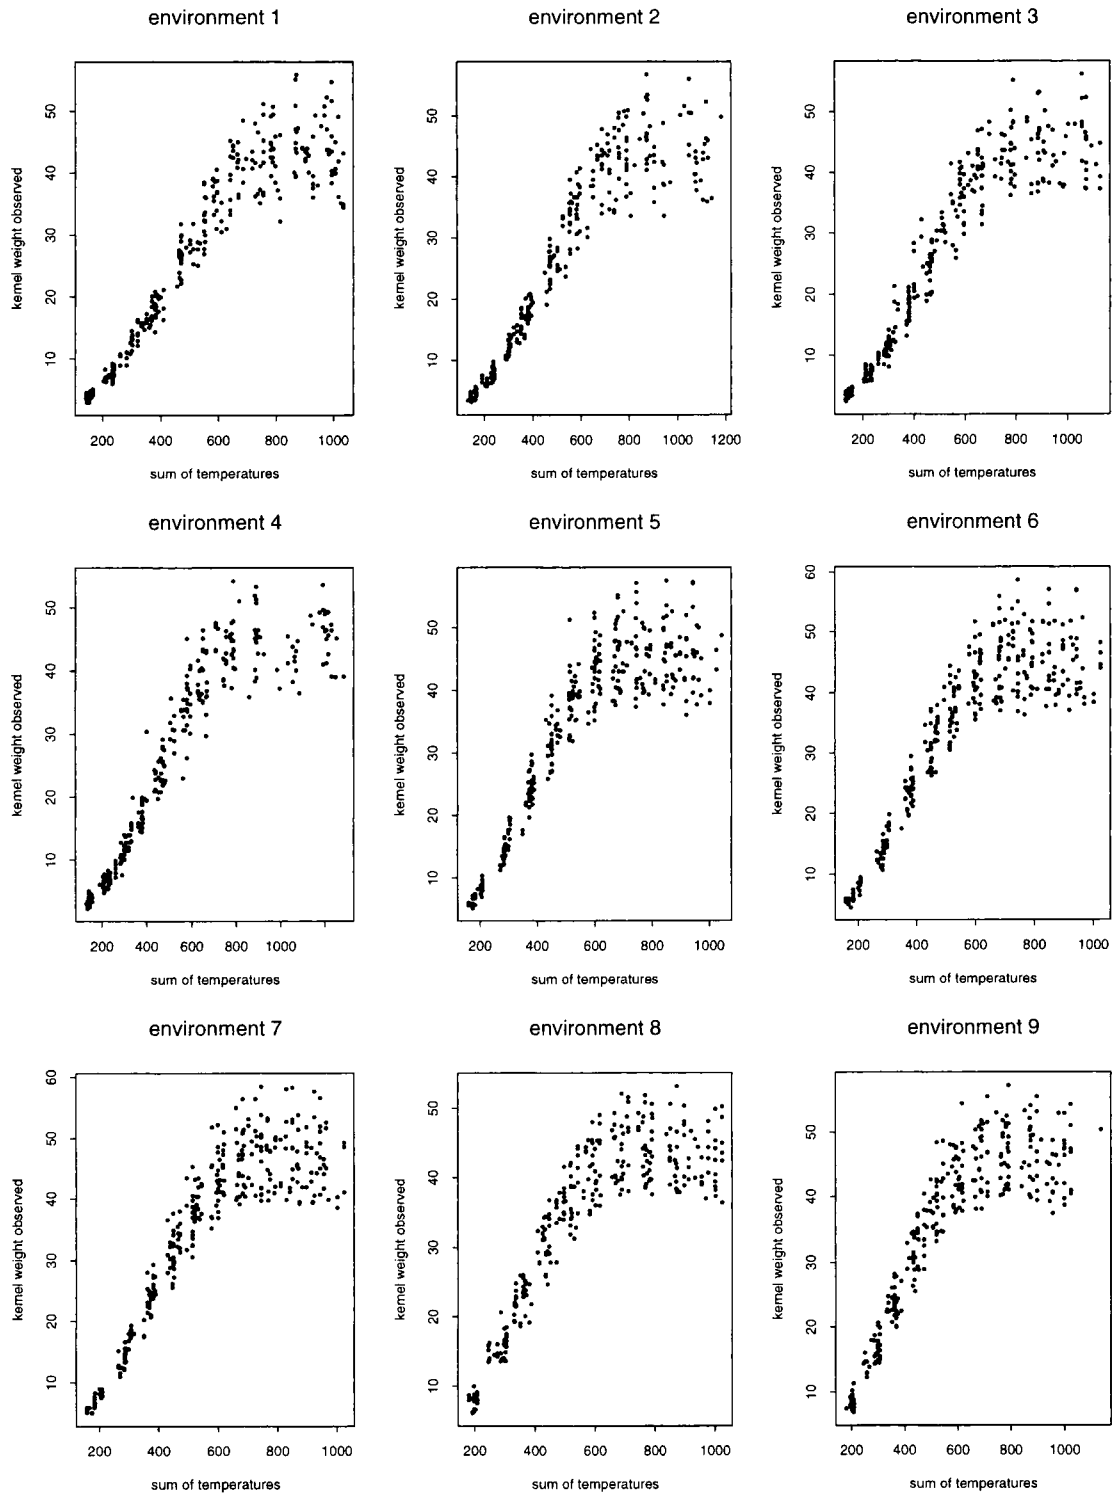 environment 1
environment 2
environment 3
kernel weight observed
10 20 30 40 50
200 400 600 800 1000
sum of temperatures
kernel weight observed
10 20 30 40 50
200 400 600 800 1000 1200
sum of temperatures
kernel weight observed
10 20 30 40 50
200 400 600 800 1000
sum of temperatures
environment 4
environment 5
environment 6
kernel weight observed
10 20 30 40 50
200 400 600 800 1000
sum of temperatures
kernel weight observed
10 20 30 40 50
200 400 600 800 1000
sum of temperatures
kernel weight observed
10 20 30 40 50 60
200 400 600 800 1000
sum of temperatures
environment 7
environment 8
environment 9
kernel weight observed
10 20 30 40 50 60
200 400 600 800 1000
sum of temperatures
kernel weight observed
10 20 30 40 50
200 400 600 800 1000
sum of temperatures
kernel weight observed
10 20 30 40 50
200 400 600 800 1000
sum of temperatures